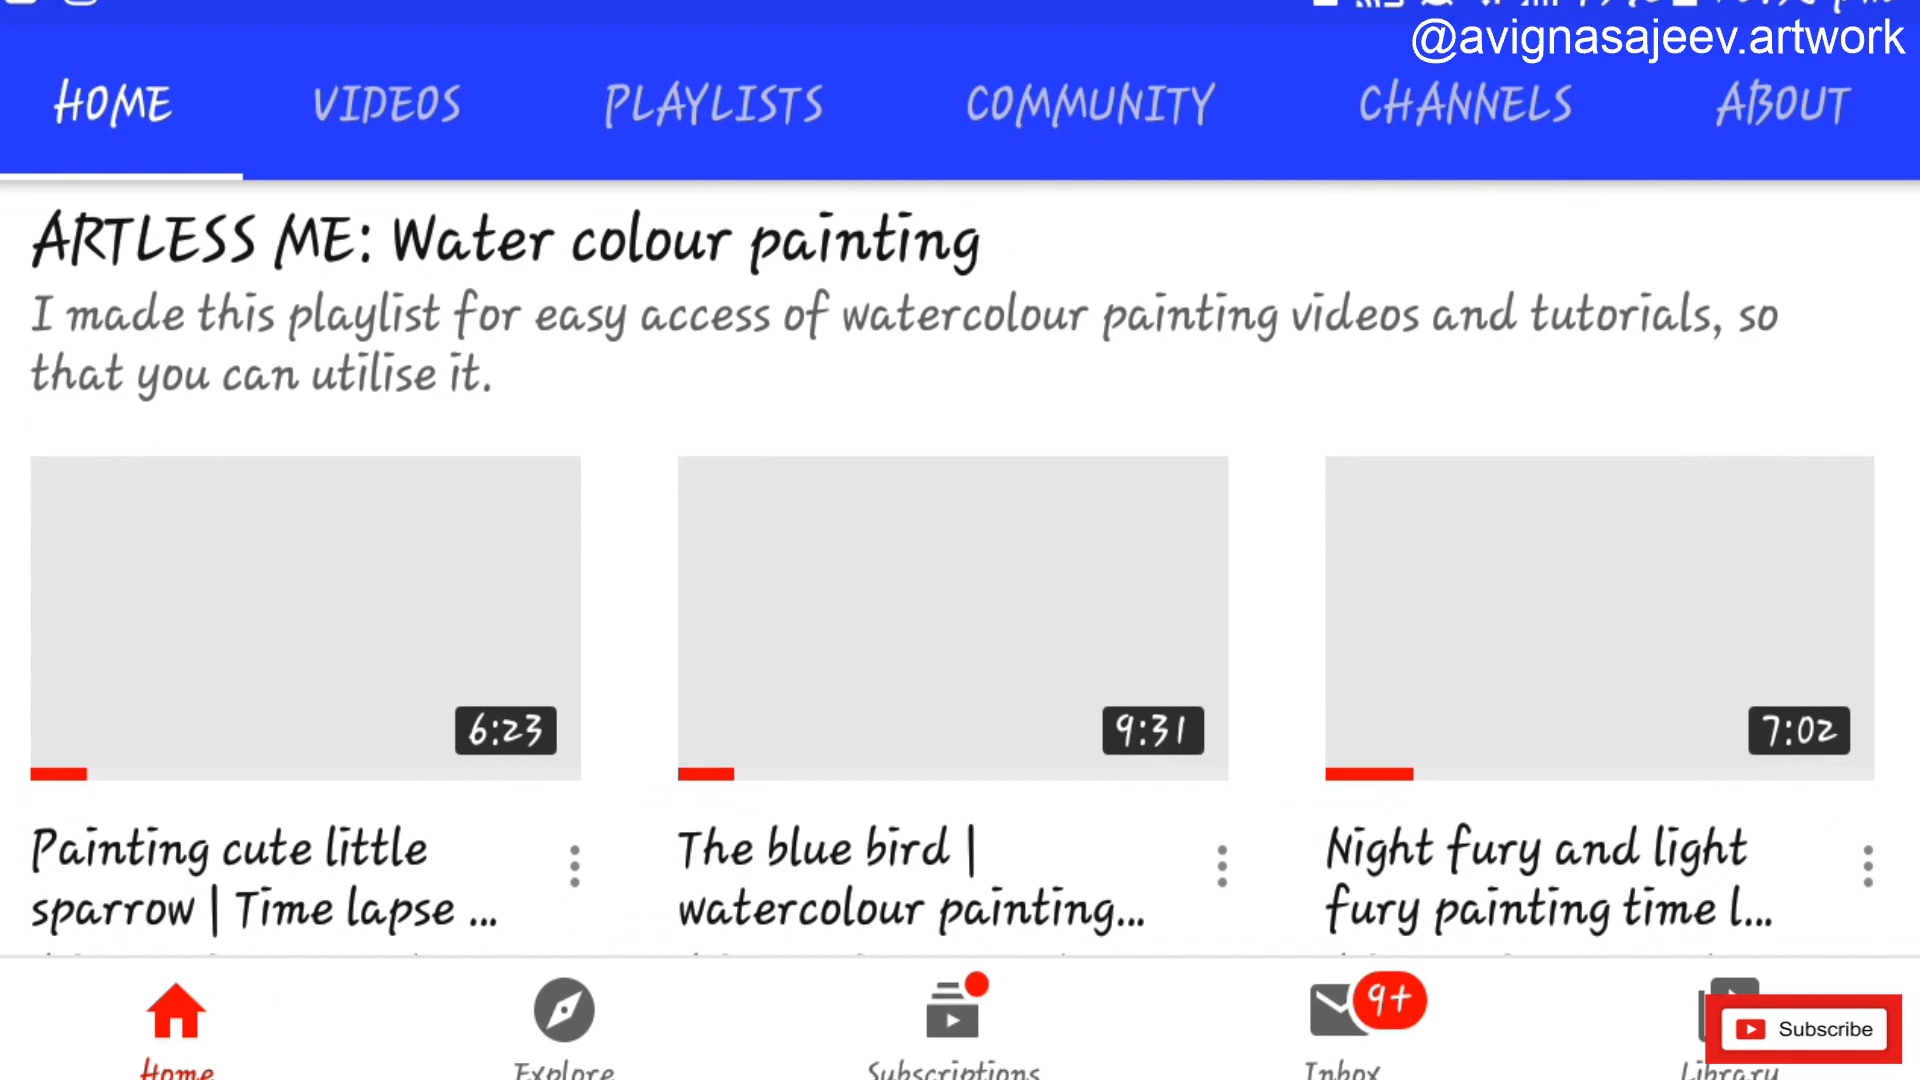 @avignasajeev.artwork
HOME VIDEOS PLAYLISTS COMMUNITY CHANNELS ABOUT
ARTLESS ME: Water colour painting
I made this playlist for easy access of watercolour painting videos and tutorials, so
that you can utilise it.
6:23 9:31 7:02
Painting cute little
sparrow | Time lapse ...
The blue bird |
watercolour painting...
Night fury and light
fury painting time l...
9+
Subscribe
Home Explore Subscriptions Inbox Library